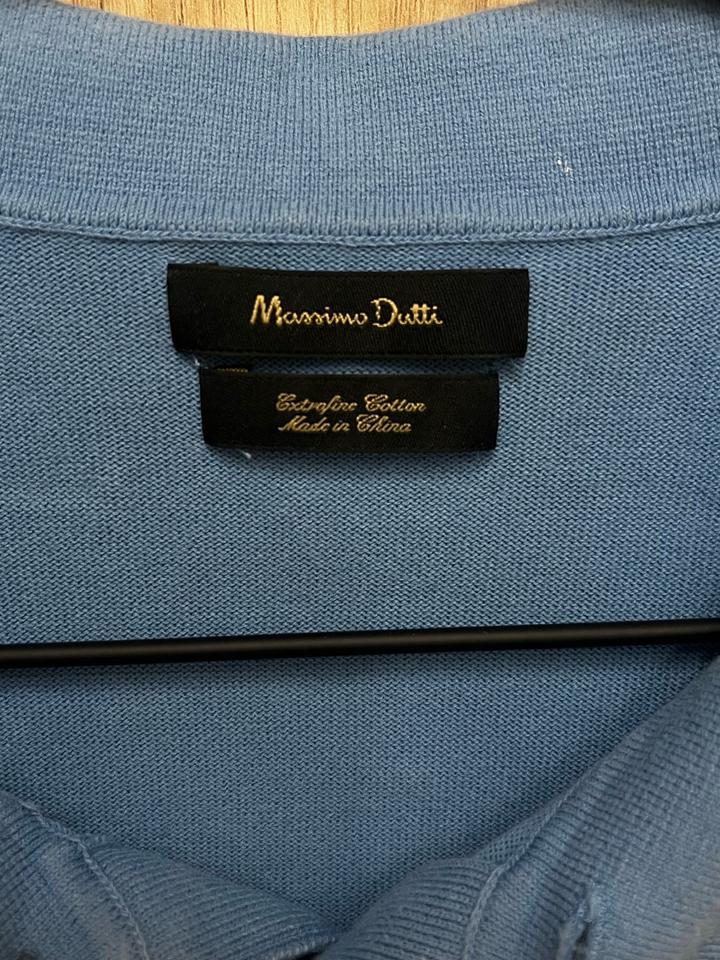 Massimo Dutti
Extrafine Cotton
Made in China